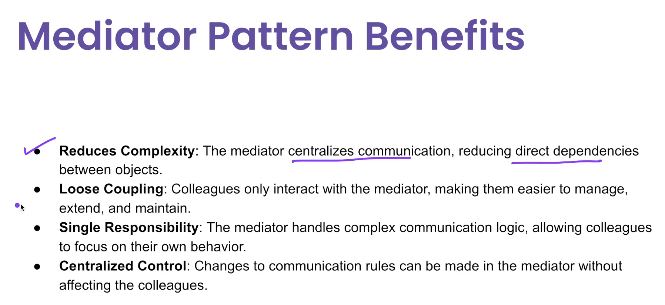 Mediator Pattern Benefits
● Reduces Complexity: The mediator centralizes communication, reducing direct dependencies
between objects.
● Loose Coupling: Colleagues only interact with the mediator, making them easier to manage,
extend, and maintain.
● Single Responsibility: The mediator handles complex communication logic, allowing colleagues
to focus on their own behavior.
● Centralized Control: Changes to communication rules can be made in the mediator without
affecting the colleagues.